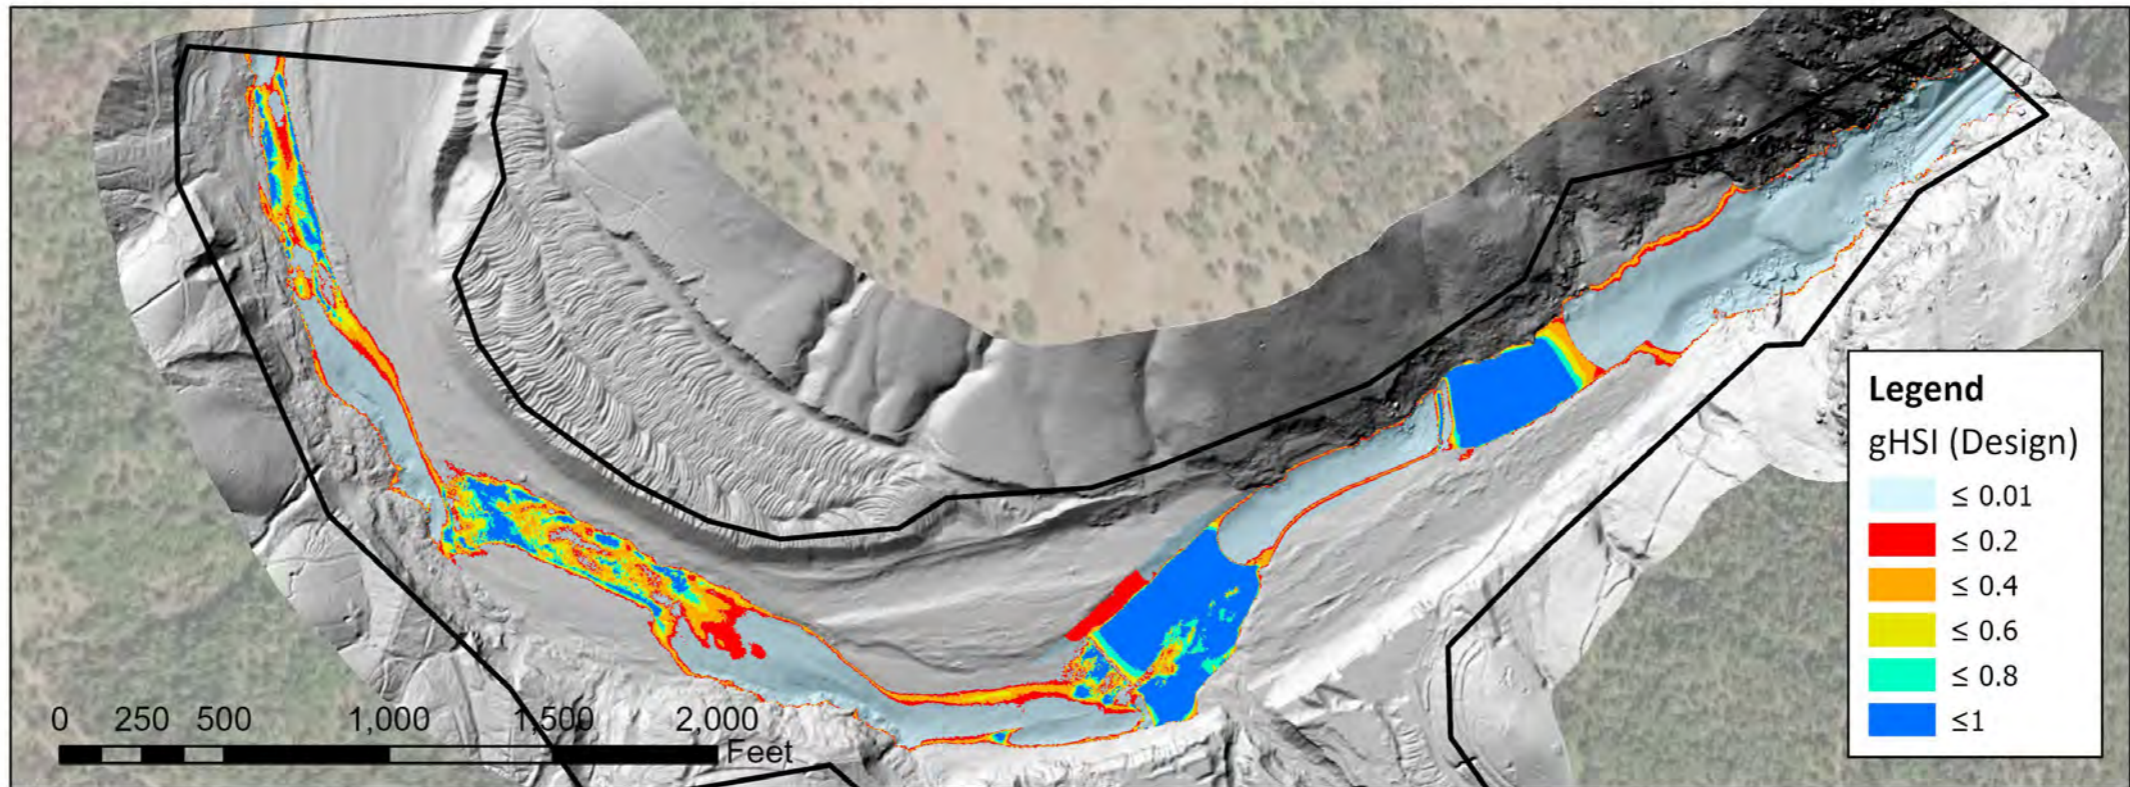 Legend
gHSI (Design)
≤ 0.01
≤ 0.2
≤ 0.4
≤ 0.6
≤ 0.8
≤1
0 250 500 1,000 1,500 2,000
Feet